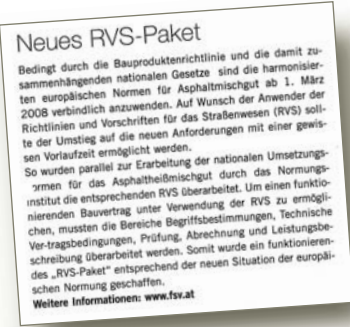 Neues RVS-Paket
Bedingt durch die Bauproduktenrichtlinie und die damit zu-
sammenhängenden nationalen Gesetze sind die harmonisier-
ten europäischen Normen für Asphaltmischgut ab 1. März
2008 verbindlich anzuwenden. Auf Wunsch der Anwender der
Richtlinien und Vorschriften für das Straßenwesen (RVS) soll-
te der Umstieg auf die neuen Anforderungen mit einer gewis-
sen Vorlaufzeit ermöglicht werden.
So wurden parallel zur Erarbeitung der nationalen Umsetzungs-
ormen für das Asphaltheißmischgut durch das Normungs-
institut die entsprechenden RVS überarbeitet. Um einen funktio-
nierenden Bauvertrag unter Verwendung der RVS zu ermögli-
chen, mussten die Bereiche Begriffsbestimmungen, Technische
Ver-tragsbedingungen, Prüfung, Abrechnung und Leistungsbe-
schreibung überarbeitet werden. Somit wurde ein funktionieren-
des „RVS-Paket" entsprechend der neuen Situation der europäi-
schen Normung geschaffen.
Weitere Informationen: www.fsv.at